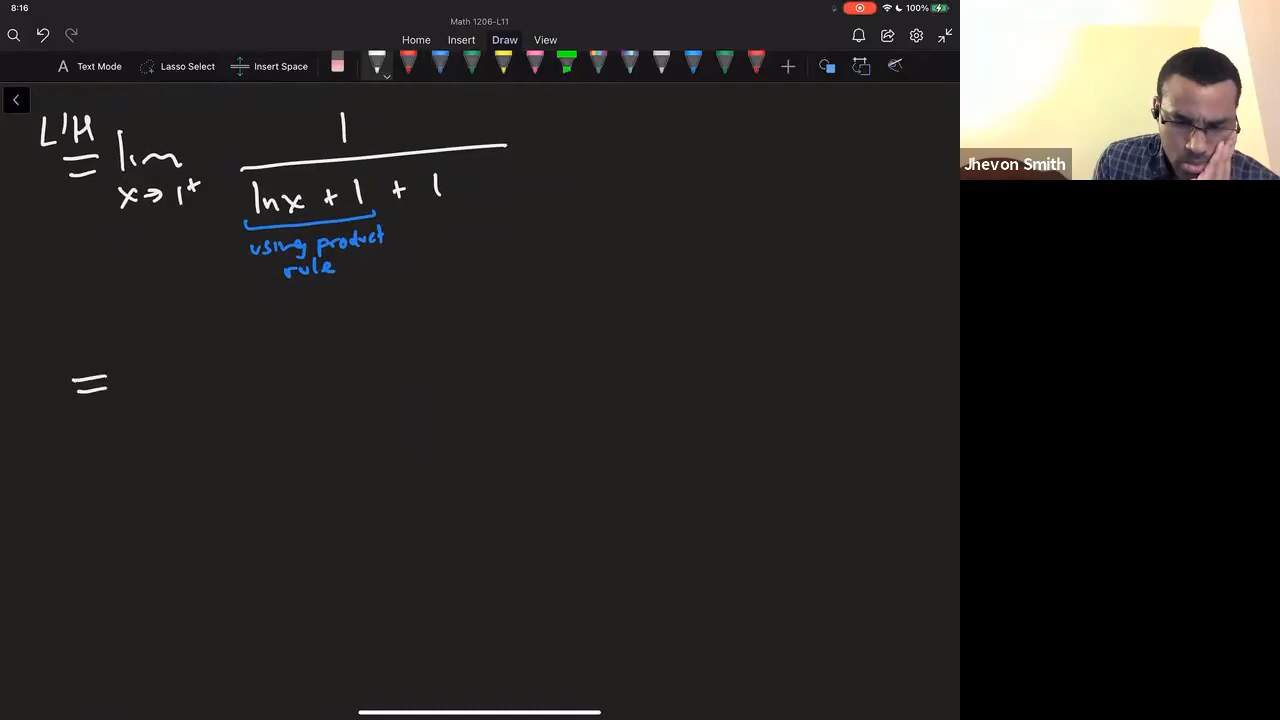 8:16
100%
Math 1206-L11
Home Insert Draw View
Text Mode Lasso Select Insert Space
L'H
= lim x→1⁺ 1 / (ln x + 1 + 1)
using product
rule
=
Jhevon Smith